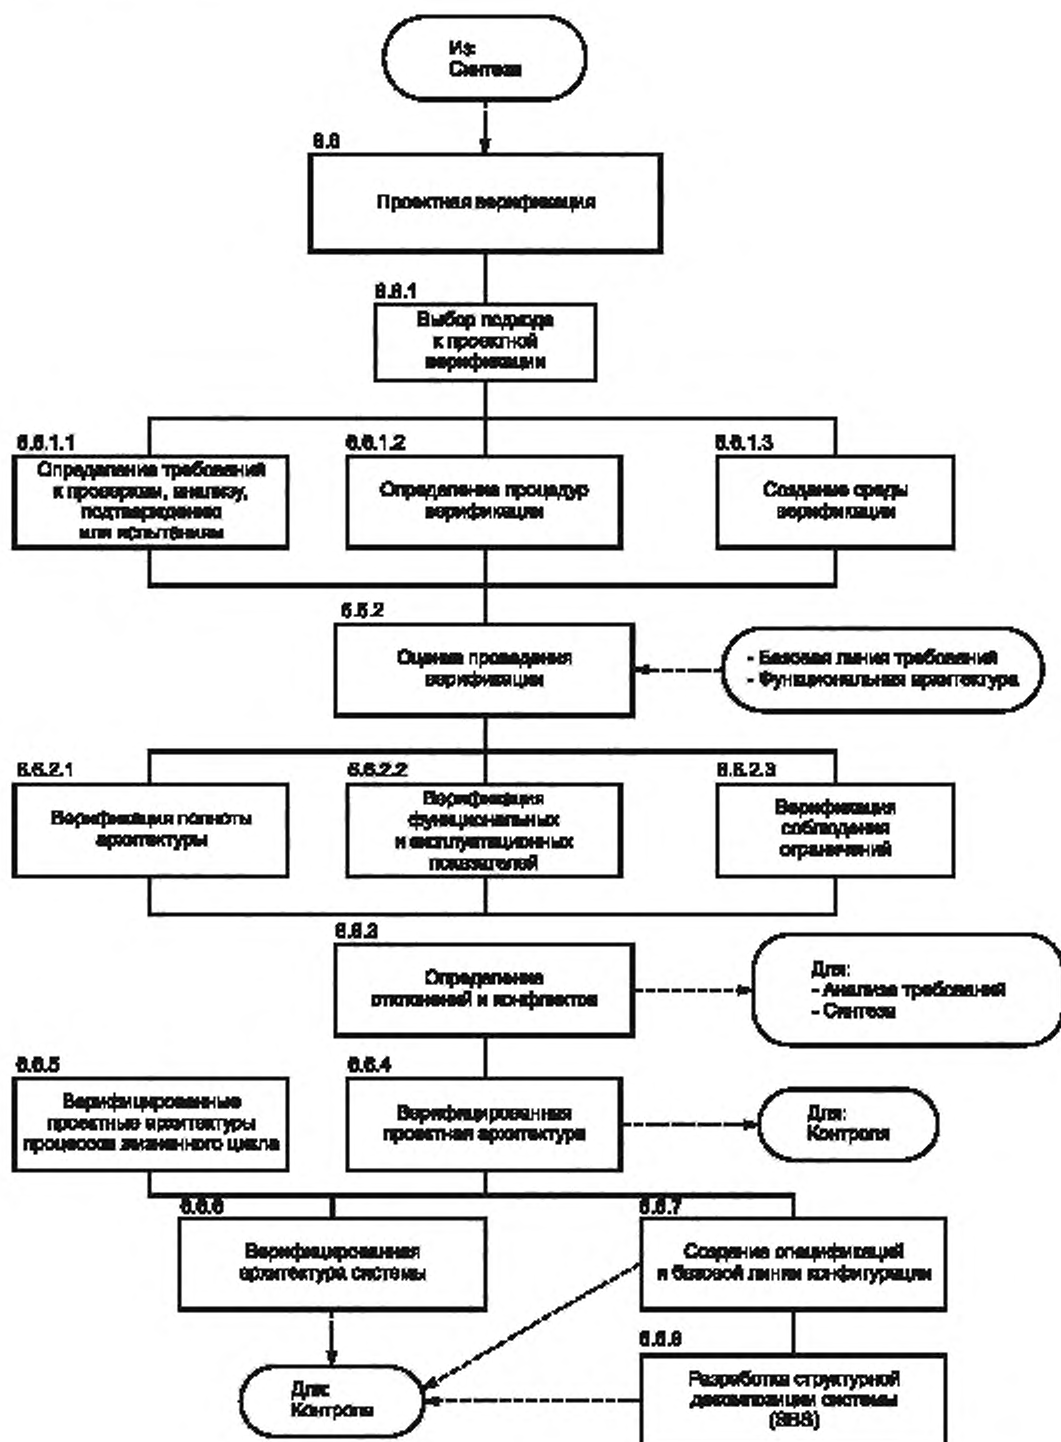 Из:
Синтеза
6.6
Проектная верификация
6.6.1
Выбор подхода
к проектной
верификации
6.6.1.1
Определение требований
к проверкам, анализу,
подтверждению
или испытаниям
6.6.1.2
Определение процедур
верификации
6.6.1.3
Создание среды
верификации
6.6.2
Оценка проведения
верификации
- Базовая линия требований
- Функциональная архитектура
6.6.2.1
Верификация полноты
архитектуры
6.6.2.2
Верификация
функциональных
и эксплуатационных
показателей
6.6.2.3
Верификация
соблюдения
ограничений
6.6.3
Определение
отклонений и конфликтов
Для:
- Анализа требований
- Синтеза
6.6.5
Верифицированные
проектные архитектуры
процессов жизненного цикла
6.6.4
Верифицированная
проектная архитектура
Для:
Контроля
6.6.6
Верифицированная
архитектура системы
6.6.7
Создание спецификаций
и базовой линии конфигурации
6.6.8
Разработка структурной
декомпозиции системы
(SBS)
Для:
Контроля